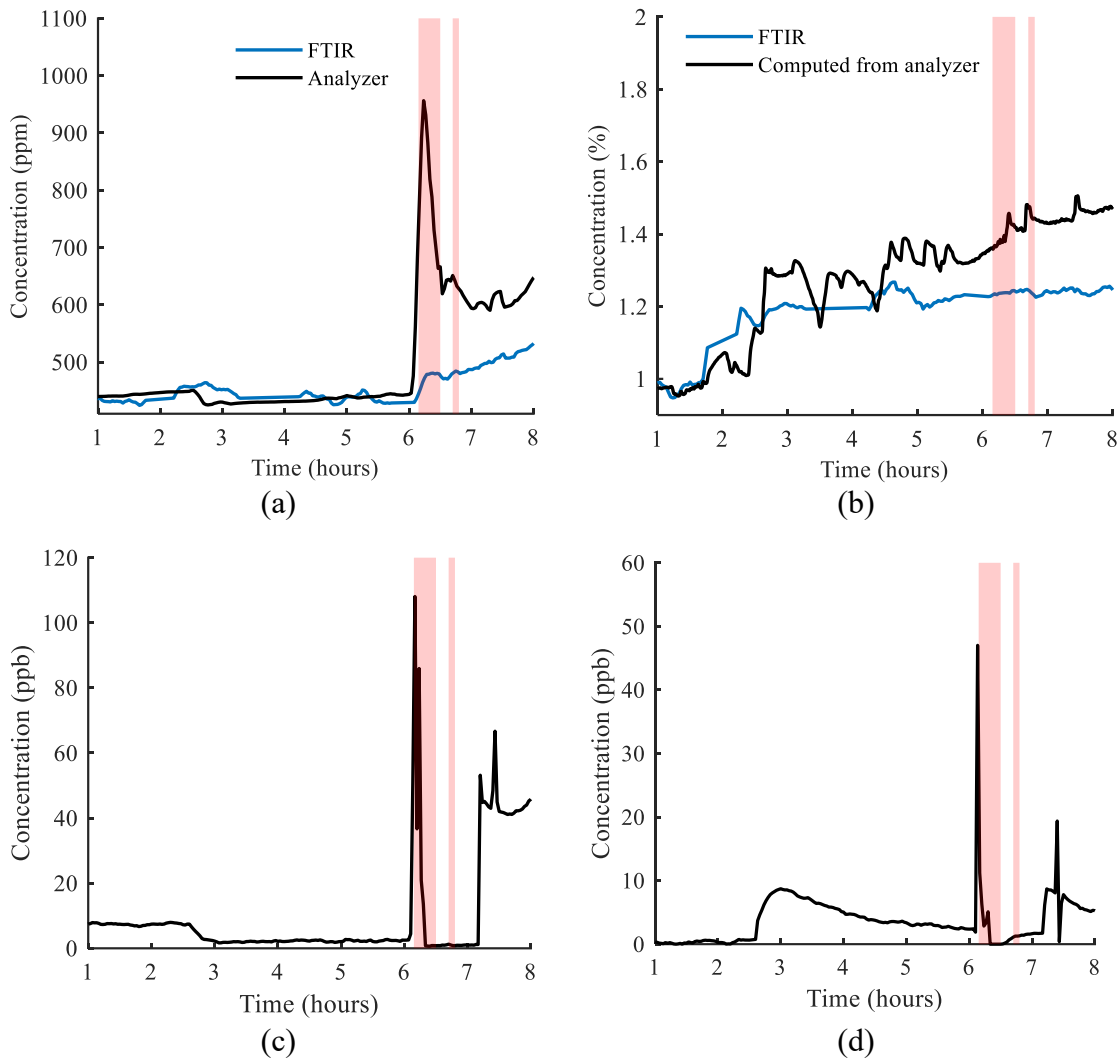 1100
1000
900
800
700
600
500
1 2 3 4 5 6 7 8
Concentration (ppm)
Time (hours)
FTIR
Analyzer
(a)
2
1.8
1.6
1.4
1.2
1
1 2 3 4 5 6 7 8
Concentration (%)
Time (hours)
FTIR
Computed from analyzer
(b)
120
100
80
60
40
20
0
1 2 3 4 5 6 7 8
Concentration (ppb)
Time (hours)
(c)
60
50
40
30
20
10
0
1 2 3 4 5 6 7 8
Concentration (ppb)
Time (hours)
(d)